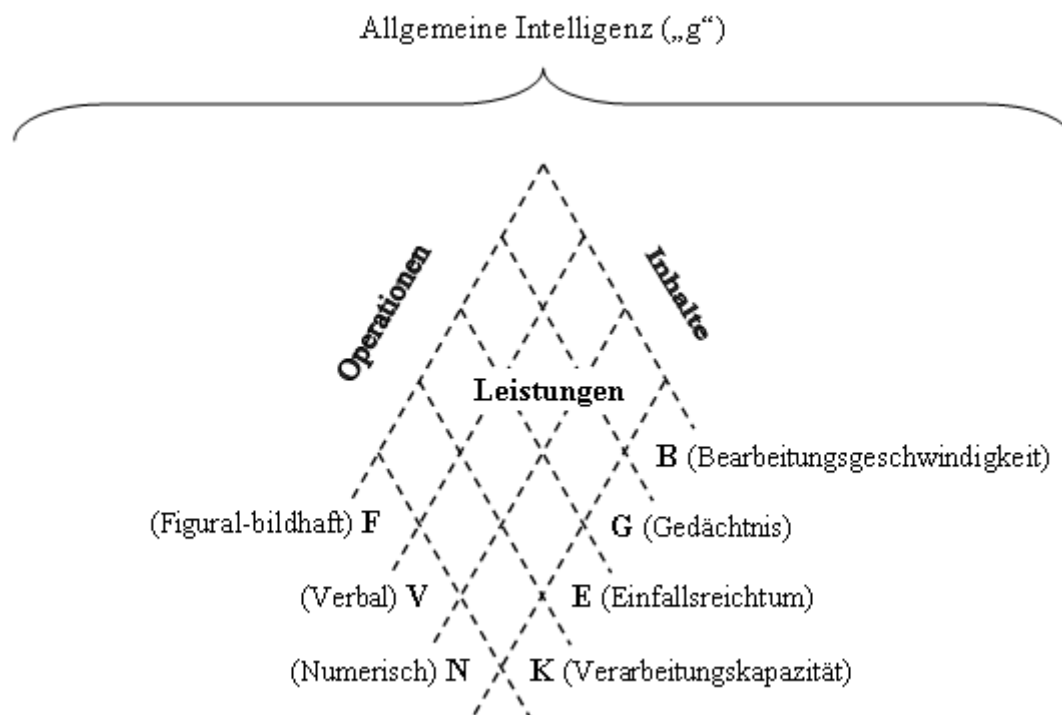 Allgemeine Intelligenz („g“)
Operationen
Inhalte
Leistungen
B (Bearbeitungsgeschwindigkeit)
(Figural-bildhaft) F
G (Gedächtnis)
(Verbal) V
E (Einfallsreichtum)
(Numerisch) N
K (Verarbeitungskapazität)